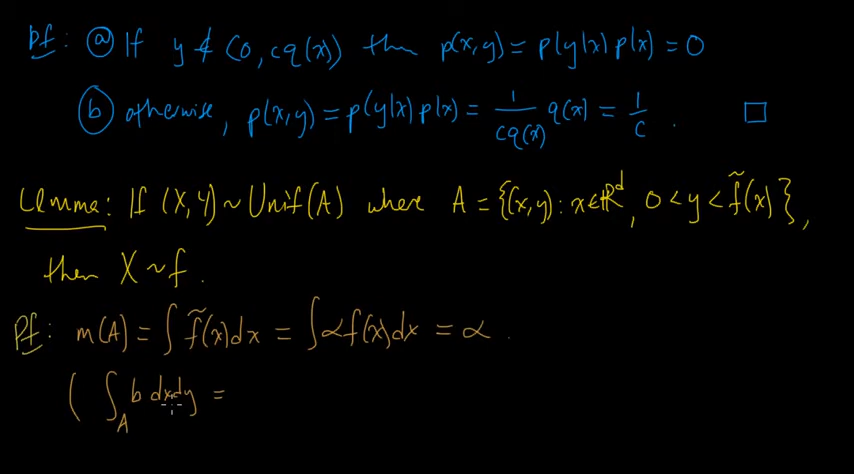 Pf: (a) If y ∉ (0, cq(x)) then p(x,y) = p(y|x) p(x) = 0
(b) otherwise, p(x,y) = p(y|x) p(x) = 1/cq(x) q(x) = 1/c . □
Lemma: If (X,Y) ~ Unif(A) where A = {(x,y): x∈ℝ^d, 0 < y < f̃(x)},
then X ~ f.
Pf: m(A) = ∫ f̃(x)dx = ∫ αf(x)dx = α .
( ∫_A b dxdy =